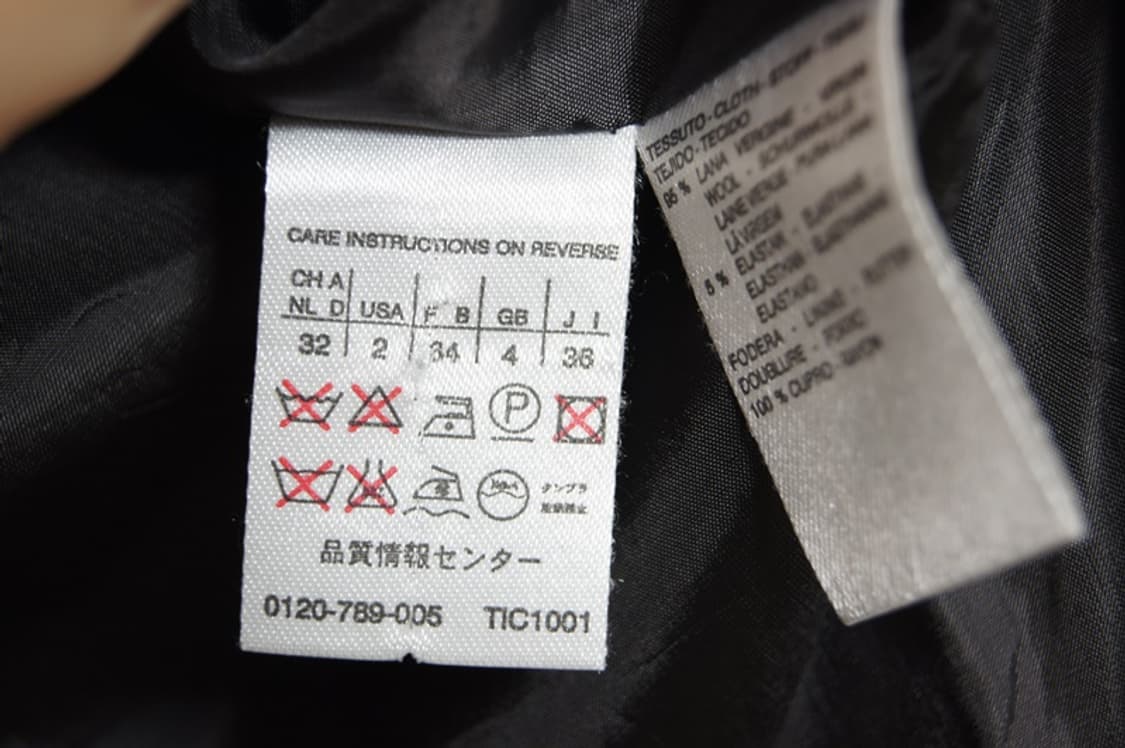 CARE INSTRUCTIONS ON REVERSE
CH A
NL D USA F B GB J I
32 2 34 4 36
P
タンブラ
乾燥禁止
品質情報センター
0120-789-005 TIC1001
TESSUTO-CLOTH-STOFF-TISSU
TEJIDO-TECIDO
95 % LANA VERGINE - VIRGIN
WOOL - SCHURWOLLE -
LAINE VIERGE PURA LANA
LÃ VIRGEM
5 % ELASTAN - ELASTHAN
ELASTHAN - ELASTHANNE
ELASTANO
FODERA - LINING - FUTTER
DOUBLURE - FORRO
100 % CUPRO - RAYON